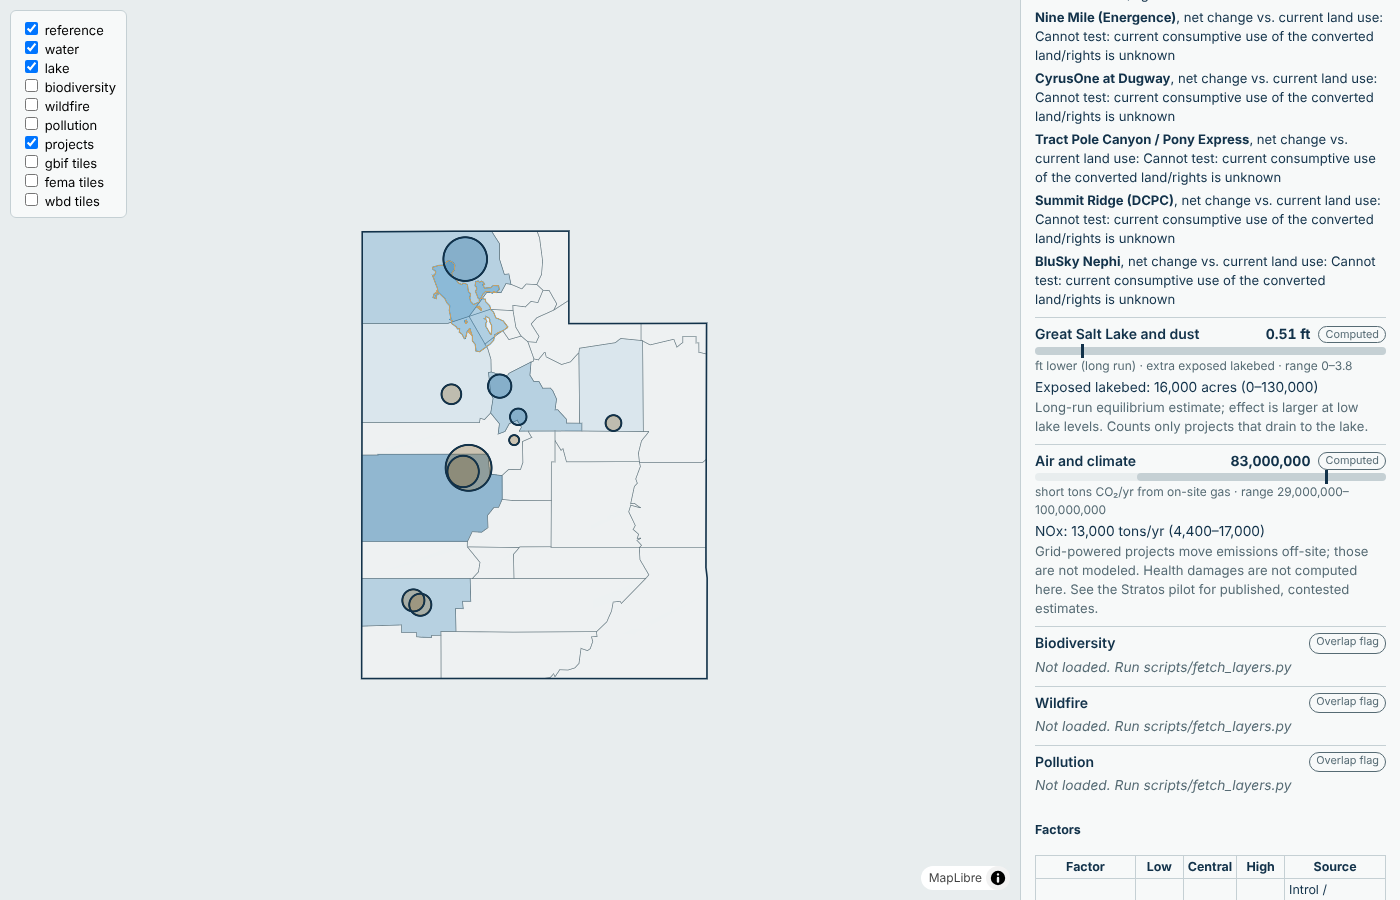 reference
water
lake
biodiversity
wildfire
pollution
projects
gbif tiles
fema tiles
wbd tiles
MapLibre
Nine Mile (Energence), net change vs. current land use:
Cannot test: current consumptive use of the converted
land/rights is unknown
CyrusOne at Dugway, net change vs. current land use:
Cannot test: current consumptive use of the converted
land/rights is unknown
Tract Pole Canyon / Pony Express, net change vs.
current land use: Cannot test: current consumptive use
of the converted land/rights is unknown
Summit Ridge (DCPC), net change vs. current land use:
Cannot test: current consumptive use of the converted
land/rights is unknown
BluSky Nephi, net change vs. current land use: Cannot
test: current consumptive use of the converted
land/rights is unknown
Great Salt Lake and dust 0.51 ft Computed
ft lower (long run) · extra exposed lakebed · range 0–3.8
Exposed lakebed: 16,000 acres (0–130,000)
Long-run equilibrium estimate; effect is larger at low
lake levels. Counts only projects that drain to the lake.
Air and climate 83,000,000 Computed
short tons CO₂/yr from on-site gas · range 29,000,000–
100,000,000
NOx: 13,000 tons/yr (4,400–17,000)
Grid-powered projects move emissions off-site; those
are not modeled. Health damages are not computed
here. See the Stratos pilot for published, contested
estimates.
Biodiversity Overlap flag
Not loaded. Run scripts/fetch_layers.py
Wildfire Overlap flag
Not loaded. Run scripts/fetch_layers.py
Pollution Overlap flag
Not loaded. Run scripts/fetch_layers.py
Factors
Factor Low Central High Source
Introl /